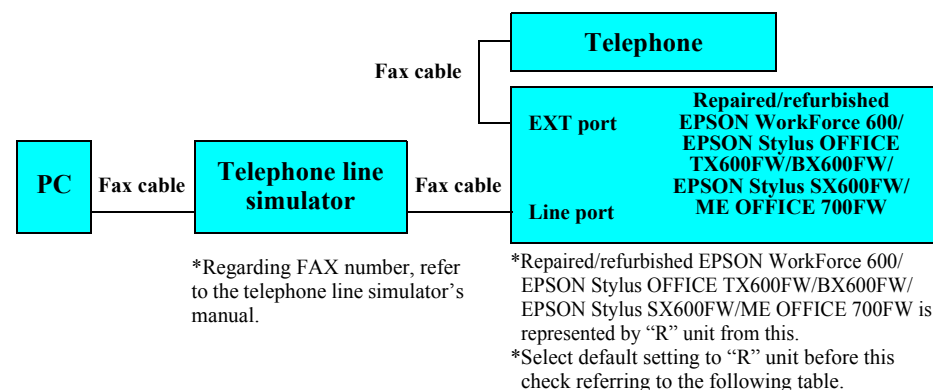 Telephone
Fax cable
EXT port
Repaired/refurbished
EPSON WorkForce 600/
EPSON Stylus OFFICE
TX600FW/BX600FW/
EPSON Stylus SX600FW/
ME OFFICE 700FW
PC
Fax cable
Telephone line
simulator
Fax cable
Line port
*Regarding FAX number, refer
to the telephone line simulator’s
manual.
*Repaired/refurbished EPSON WorkForce 600/
EPSON Stylus OFFICE TX600FW/BX600FW/
EPSON Stylus SX600FW/ME OFFICE 700FW is
represented by “R” unit from this.
*Select default setting to “R” unit before this
check referring to the following table.